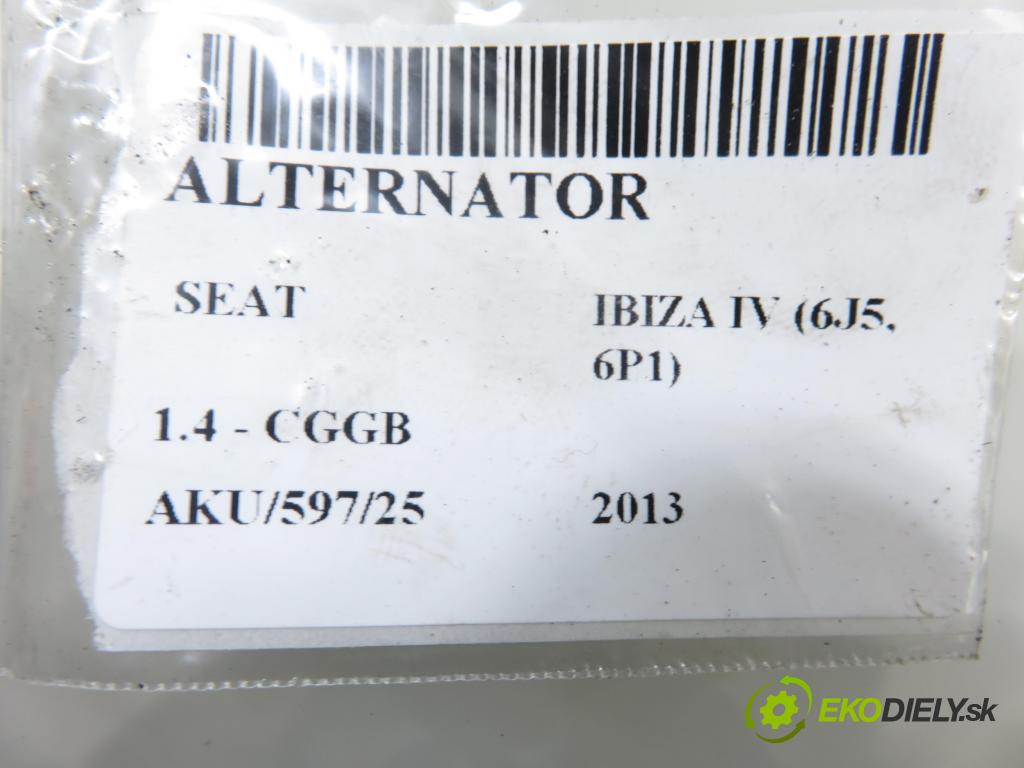 ALTERNATOR
SEAT
IBIZA IV (6J5,
6P1)
1.4 - CGGB
AKU/597/25
2013
EKODIELY.sk